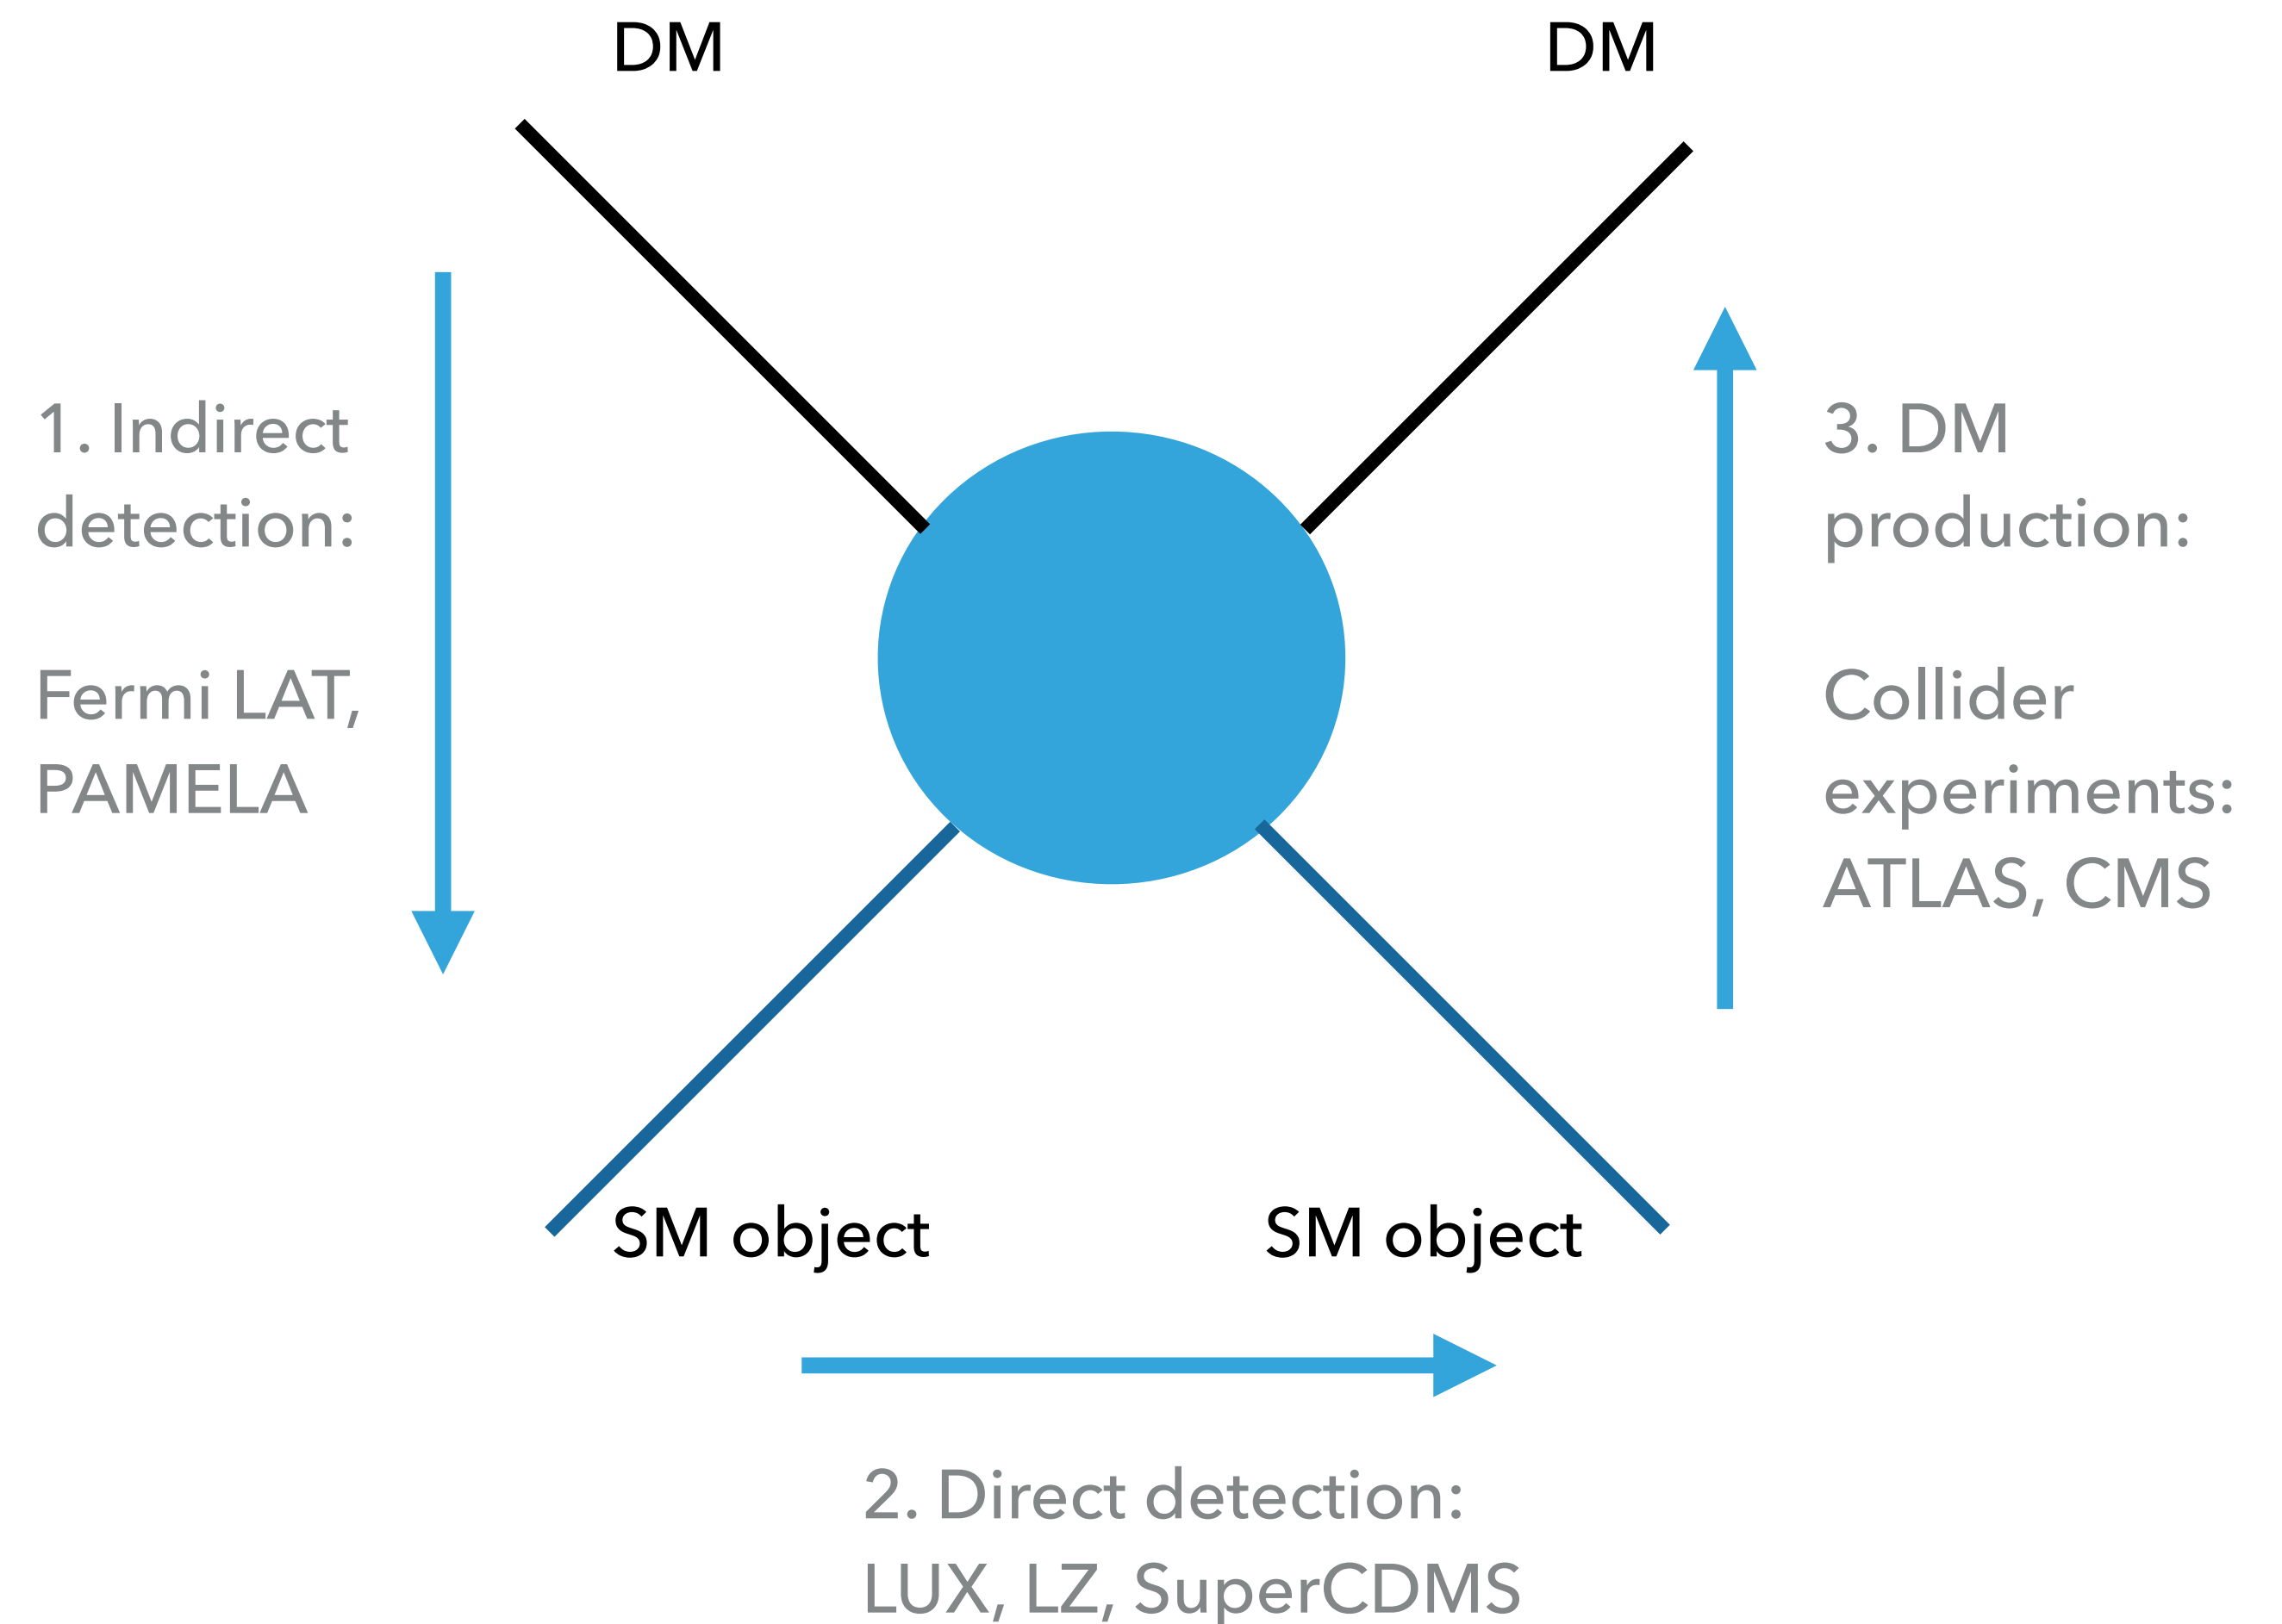 DM
DM
1. Indirect
detection:
Fermi LAT,
PAMELA
3. DM
production:
Collider
experiments:
ATLAS, CMS
SM object
SM object
2. Direct detection:
LUX, LZ, SuperCDMS